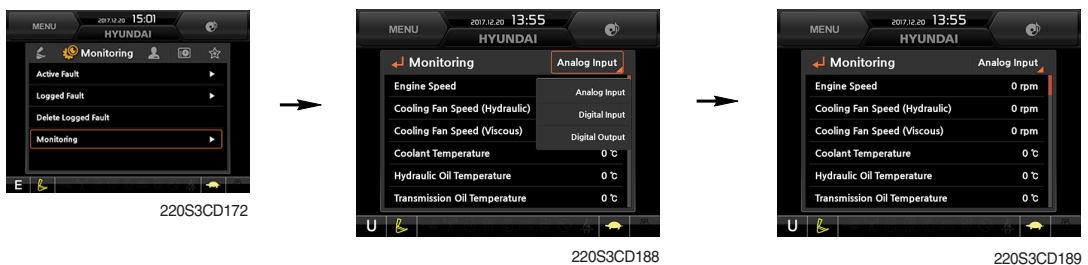 MENU
2017.12.20 15:01
HYUNDAI
Monitoring
Active Fault
Logged Fault
Delete Logged Fault
Monitoring
E
220S3CD172
MENU
2017.12.20 13:55
HYUNDAI
Monitoring Analog Input
Engine Speed
Analog Input
Cooling Fan Speed (Hydraulic)
Digital Input
Cooling Fan Speed (Viscous)
Digital Output
Coolant Temperature 0 ℃
Hydraulic Oil Temperature 0 ℃
Transmission Oil Temperature 0 ℃
U
220S3CD188
MENU
2017.12.20 13:55
HYUNDAI
Monitoring Analog Input
Engine Speed 0 rpm
Cooling Fan Speed (Hydraulic) 0 rpm
Cooling Fan Speed (Viscous) 0 rpm
Coolant Temperature 0 ℃
Hydraulic Oil Temperature 0 ℃
Transmission Oil Temperature 0 ℃
U
220S3CD189